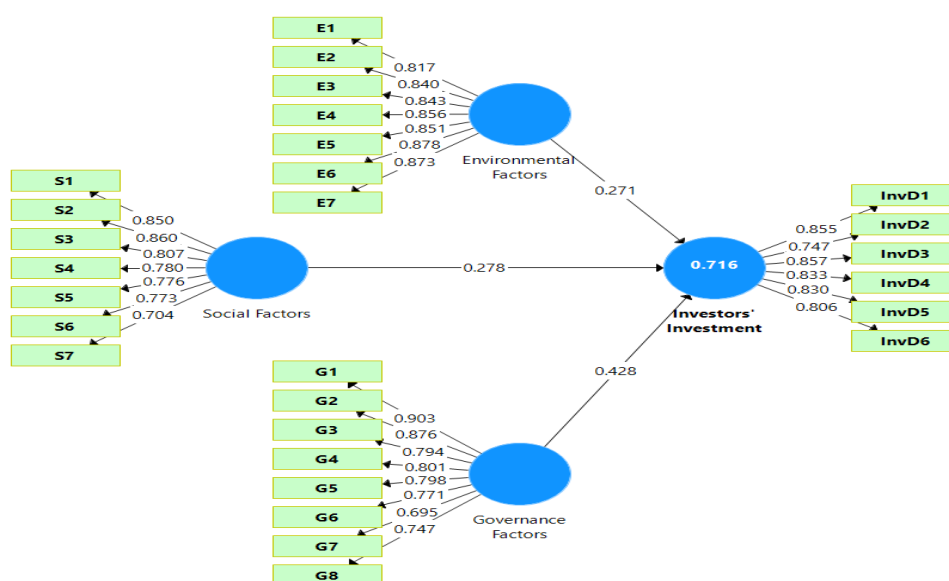 E1
E2
E3
E4
E5
E6
E7
0.817
0.840
0.843
0.856
0.851
0.878
0.873
Environmental
Factors
0.271
S1
S2
S3
S4
S5
S6
S7
0.850
0.860
0.807
0.780
0.776
0.773
0.704
Social Factors
0.278
0.716
Investors'
Investment
0.855
0.747
0.857
0.833
0.830
0.806
InvD1
InvD2
InvD3
InvD4
InvD5
InvD6
0.428
G1
G2
G3
G4
G5
G6
G7
G8
0.903
0.876
0.794
0.801
0.798
0.771
0.695
0.747
Governance
Factors